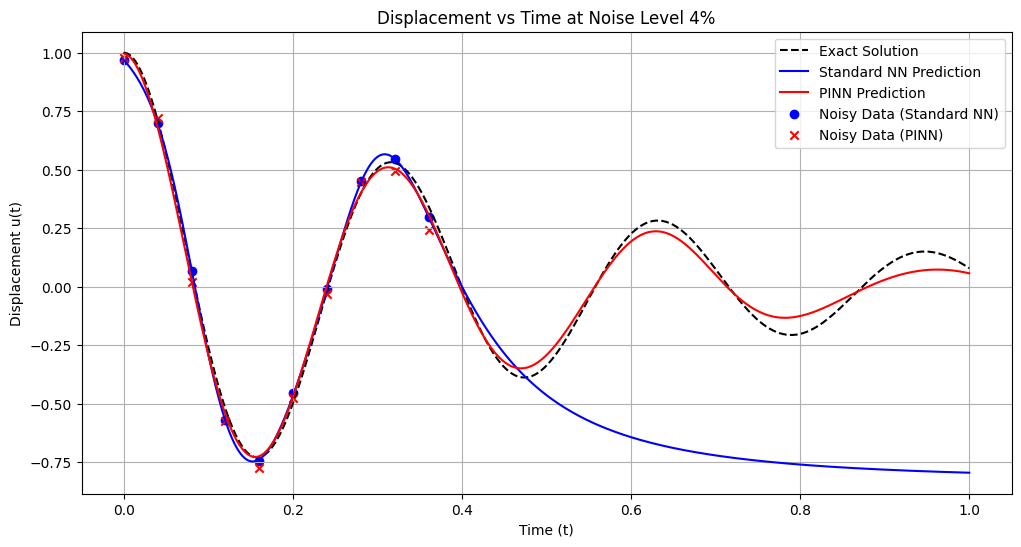 Displacement vs Time at Noise Level 4%
Exact Solution
Standard NN Prediction
PINN Prediction
Noisy Data (Standard NN)
Noisy Data (PINN)
Displacement u(t)
1.00
0.75
0.50
0.25
0.00
−0.25
−0.50
−0.75
0.0 0.2 0.4 0.6 0.8 1.0
Time (t)